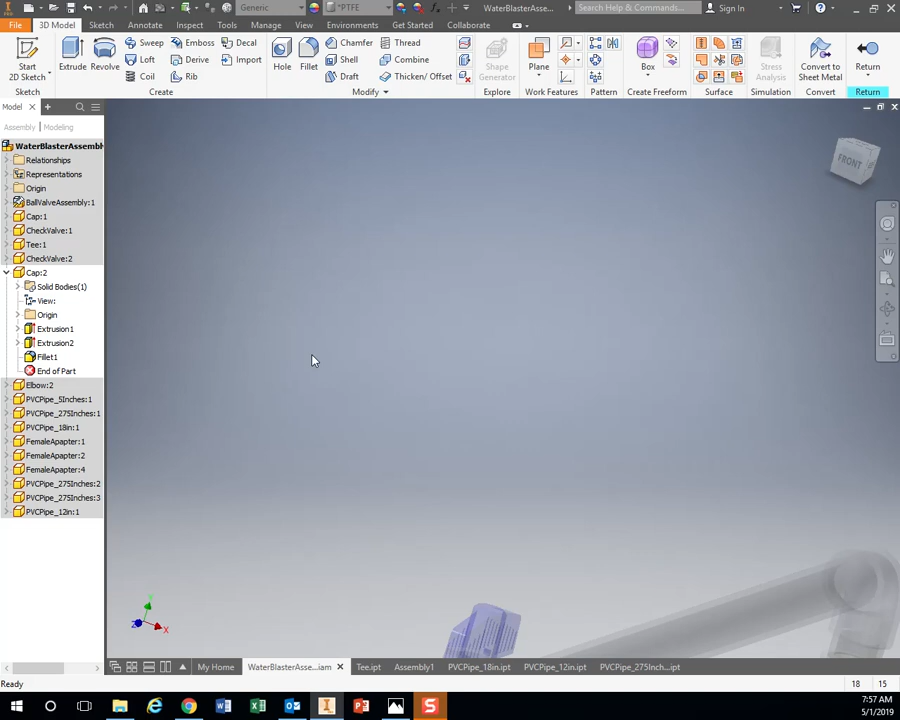 Generic
*PTFE
WaterBlasterAsse...
Search Help & Commands...
Sign In
File
3D Model
Sketch
Annotate
Inspect
Tools
Manage
View
Environments
Get Started
Collaborate
Start
2D Sketch
Extrude
Revolve
Sweep
Loft
Coil
Emboss
Derive
Rib
Decal
Import
Hole
Fillet
Chamfer
Shell
Draft
Thread
Combine
Thicken/ Offset
Shape
Generator
Plane
Box
Stress
Analysis
Convert to
Sheet Metal
Return
Sketch
Create
Modify
Explore
Work Features
Pattern
Create Freeform
Surface
Simulation
Convert
Return
Model
Assembly
Modeling
WaterBlasterAssembl
Relationships
Representations
Origin
BallValveAssembly:1
Cap:1
CheckValve:1
Tee:1
CheckValve:2
Cap:2
Solid Bodies(1)
View:
Origin
Extrusion1
Extrusion2
Fillet1
End of Part
Elbow:2
PVCPipe_5Inches:1
PVCPipe_275Inches:1
PVCPipe_18in:1
FemaleApapter:1
FemaleApapter:2
FemaleApapter:4
PVCPipe_275Inches:2
PVCPipe_275Inches:3
PVCPipe_12in:1
FRONT
Y
Z
X
My Home
WaterBlasterAsse...iam
Tee.ipt
Assembly1
PVCPipe_18in.ipt
PVCPipe_12in.ipt
PVCPipe_275Inch...ipt
Ready
18
15
7:57 AM
5/1/2019